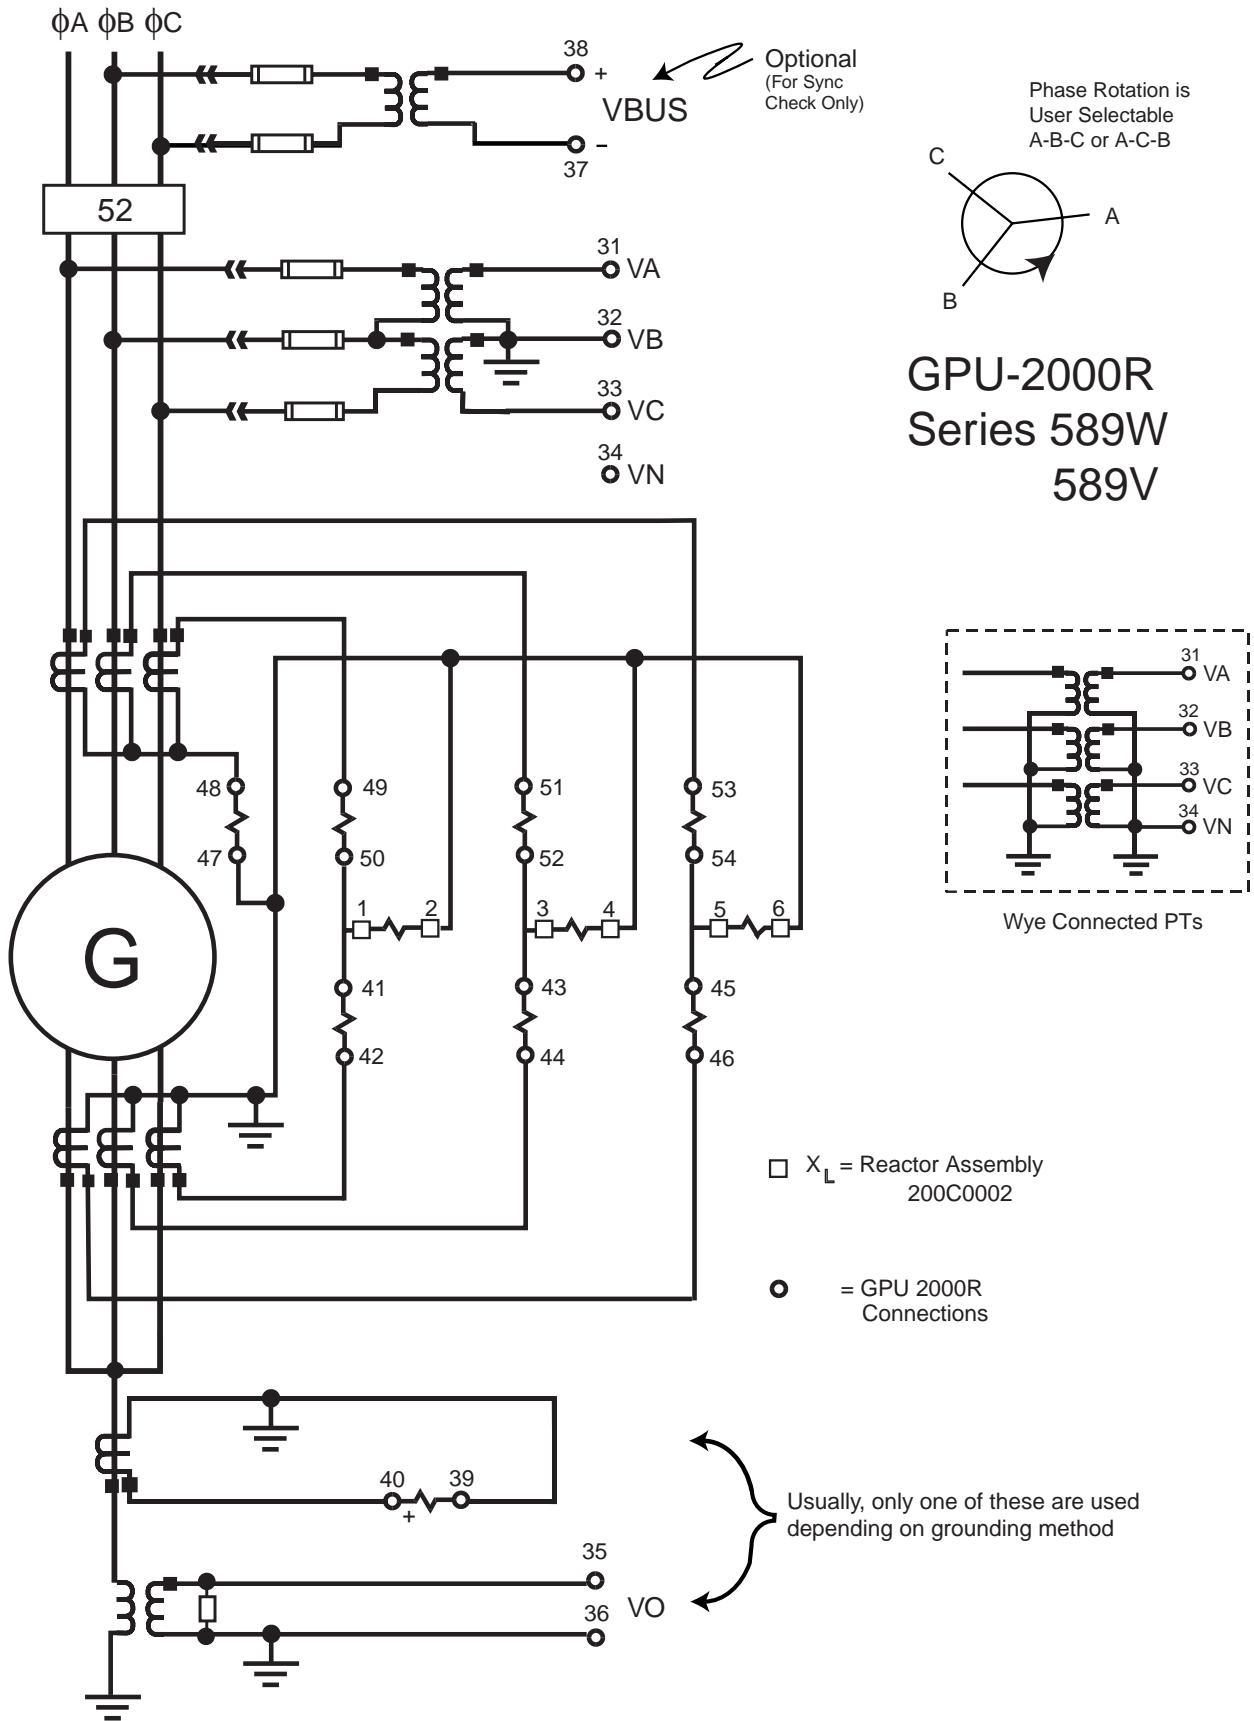 ϕA ϕB ϕC
38
+
VBUS
–
37
Optional
(For Sync
Check Only)
Phase Rotation is
User Selectable
A-B-C or A-C-B
C
A
B
52
31
VA
32
VB
33
VC
34
VN
GPU-2000R
Series 589W
589V
31
VA
32
VB
33
VC
34
VN
Wye Connected PTs
48
49
51
53
47
50
52
54
1 2 3 4 5 6
G
41
43
45
42
44
46
X L = Reactor Assembly
200C0002
= GPU 2000R
Connections
40 39
+
Usually, only one of these are used
depending on grounding method
35
36
VO